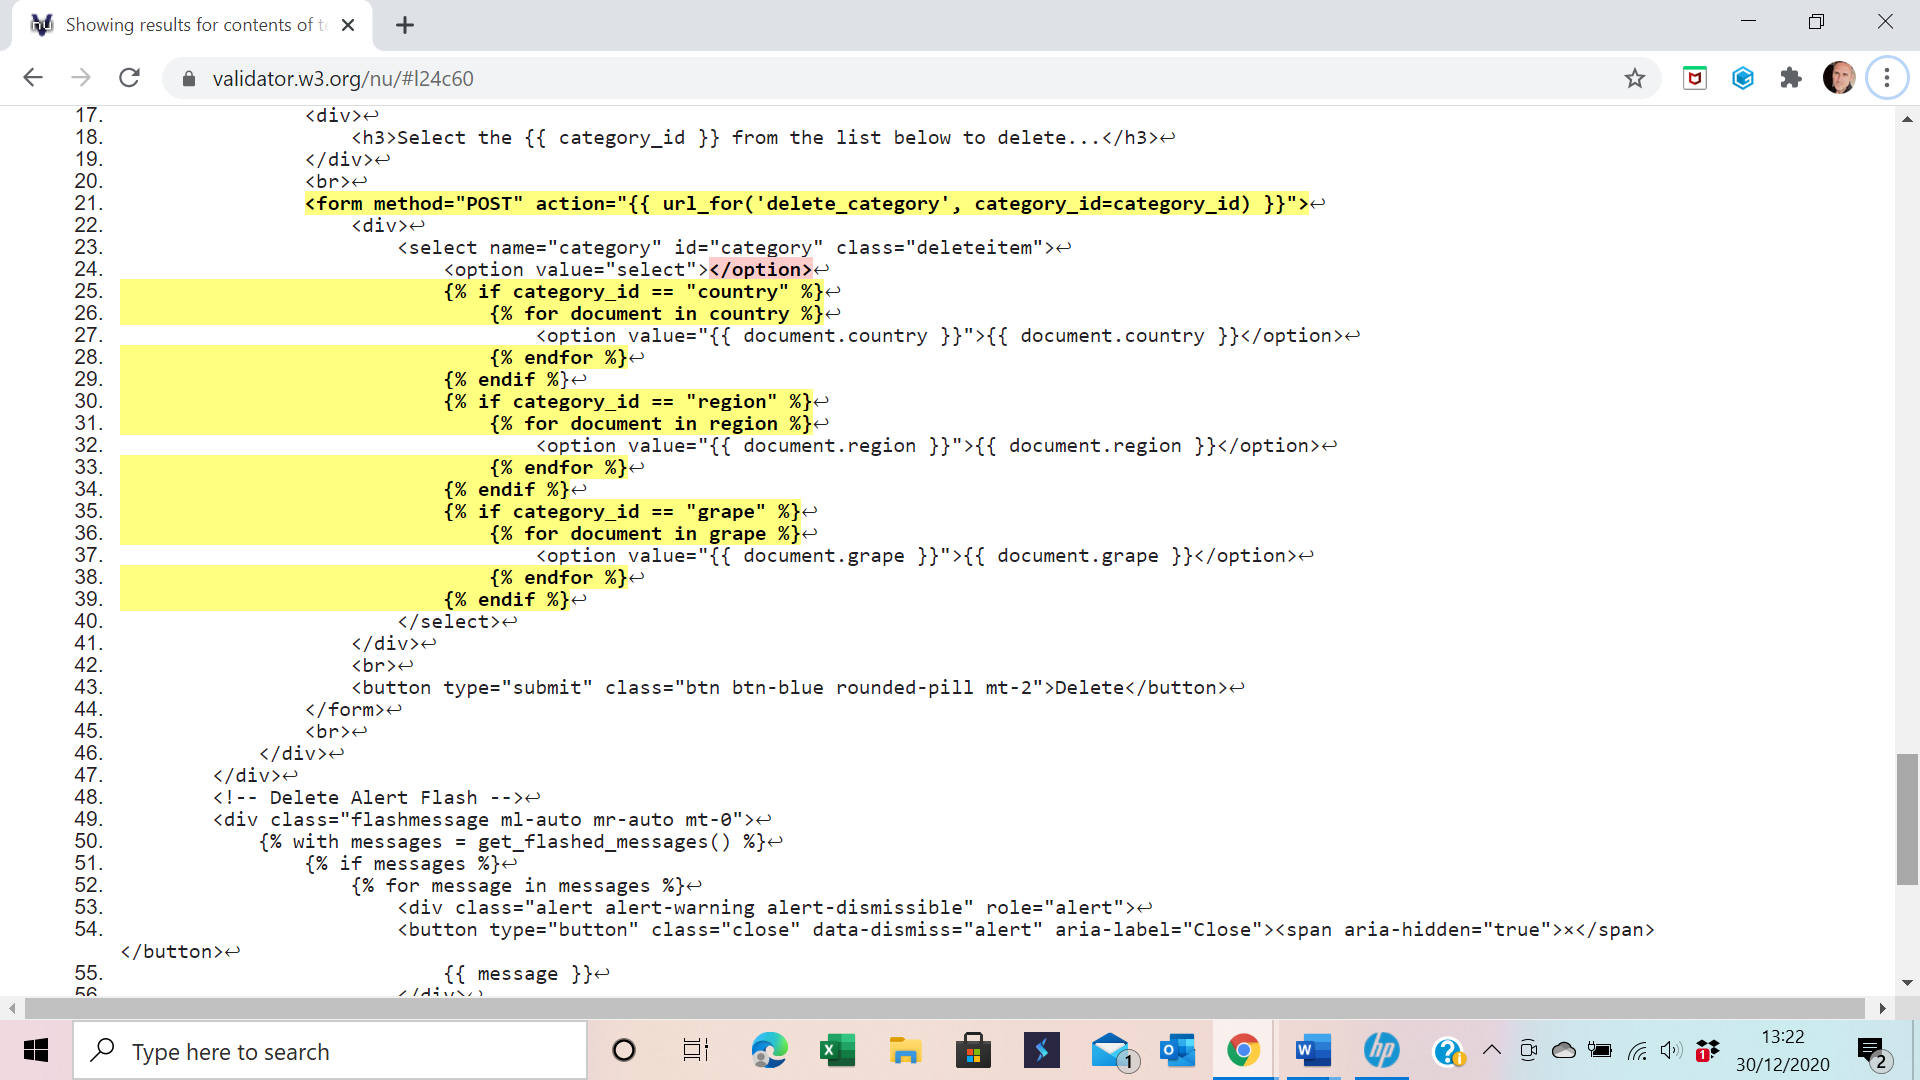 Showing results for contents of te
validator.w3.org/nu/#l24c60
17. <div>↩
18. <h3>Select the {{ category_id }} from the list below to delete...</h3>↩
19. </div>↩
20. <br>↩
21. <form method="POST" action="{{ url_for('delete_category', category_id=category_id) }}">↩
22. <div>↩
23. <select name="category" id="category" class="deleteitem">↩
24. <option value="select"></option>↩
25. {% if category_id == "country" %}↩
26. {% for document in country %}↩
27. <option value="{{ document.country }}">{{ document.country }}</option>↩
28. {% endfor %}↩
29. {% endif %}↩
30. {% if category_id == "region" %}↩
31. {% for document in region %}↩
32. <option value="{{ document.region }}">{{ document.region }}</option>↩
33. {% endfor %}↩
34. {% endif %}↩
35. {% if category_id == "grape" %}↩
36. {% for document in grape %}↩
37. <option value="{{ document.grape }}">{{ document.grape }}</option>↩
38. {% endfor %}↩
39. {% endif %}↩
40. </select>↩
41. </div>↩
42. <br>↩
43. <button type="submit" class="btn btn-blue rounded-pill mt-2">Delete</button>↩
44. </form>↩
45. <br>↩
46. </div>↩
47. </div>↩
48. <!-- Delete Alert Flash -->↩
49. <div class="flashmessage ml-auto mr-auto mt-0">↩
50. {% with messages = get_flashed_messages() %}↩
51. {% if messages %}↩
52. {% for message in messages %}↩
53. <div class="alert alert-warning alert-dismissible" role="alert">↩
54. <button type="button" class="close" data-dismiss="alert" aria-label="Close"><span aria-hidden="true">×</span>
</button>↩
55. {{ message }}↩
56. </div>↩
Type here to search
1
1
13:22
30/12/2020
2